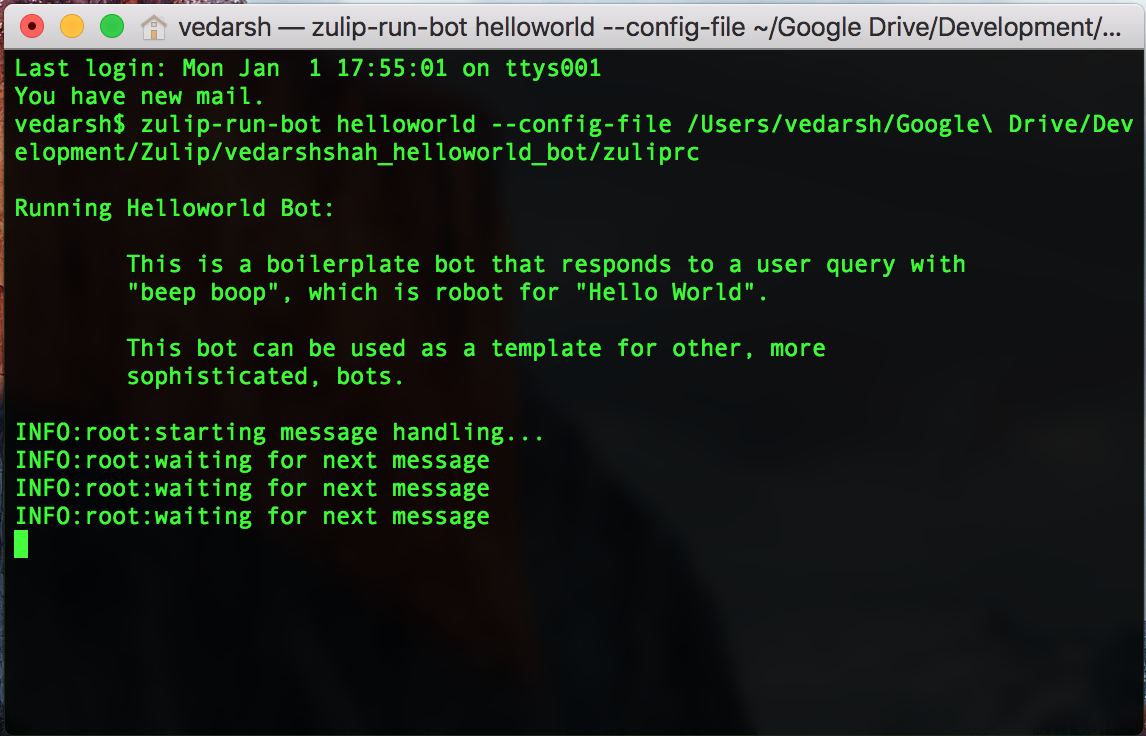 vedarsh — zulip-run-bot helloworld --config-file ~/Google Drive/Development/...
Last login: Mon Jan  1 17:55:01 on ttys001
You have new mail.
vedarsh$ zulip-run-bot helloworld --config-file /Users/vedarsh/Google\ Drive/Dev
elopment/Zulip/vedarshshah_helloworld_bot/zuliprc
Running Helloworld Bot:
This is a boilerplate bot that responds to a user query with
"beep boop", which is robot for "Hello World".
This bot can be used as a template for other, more
sophisticated, bots.
INFO:root:starting message handling...
INFO:root:waiting for next message
INFO:root:waiting for next message
INFO:root:waiting for next message